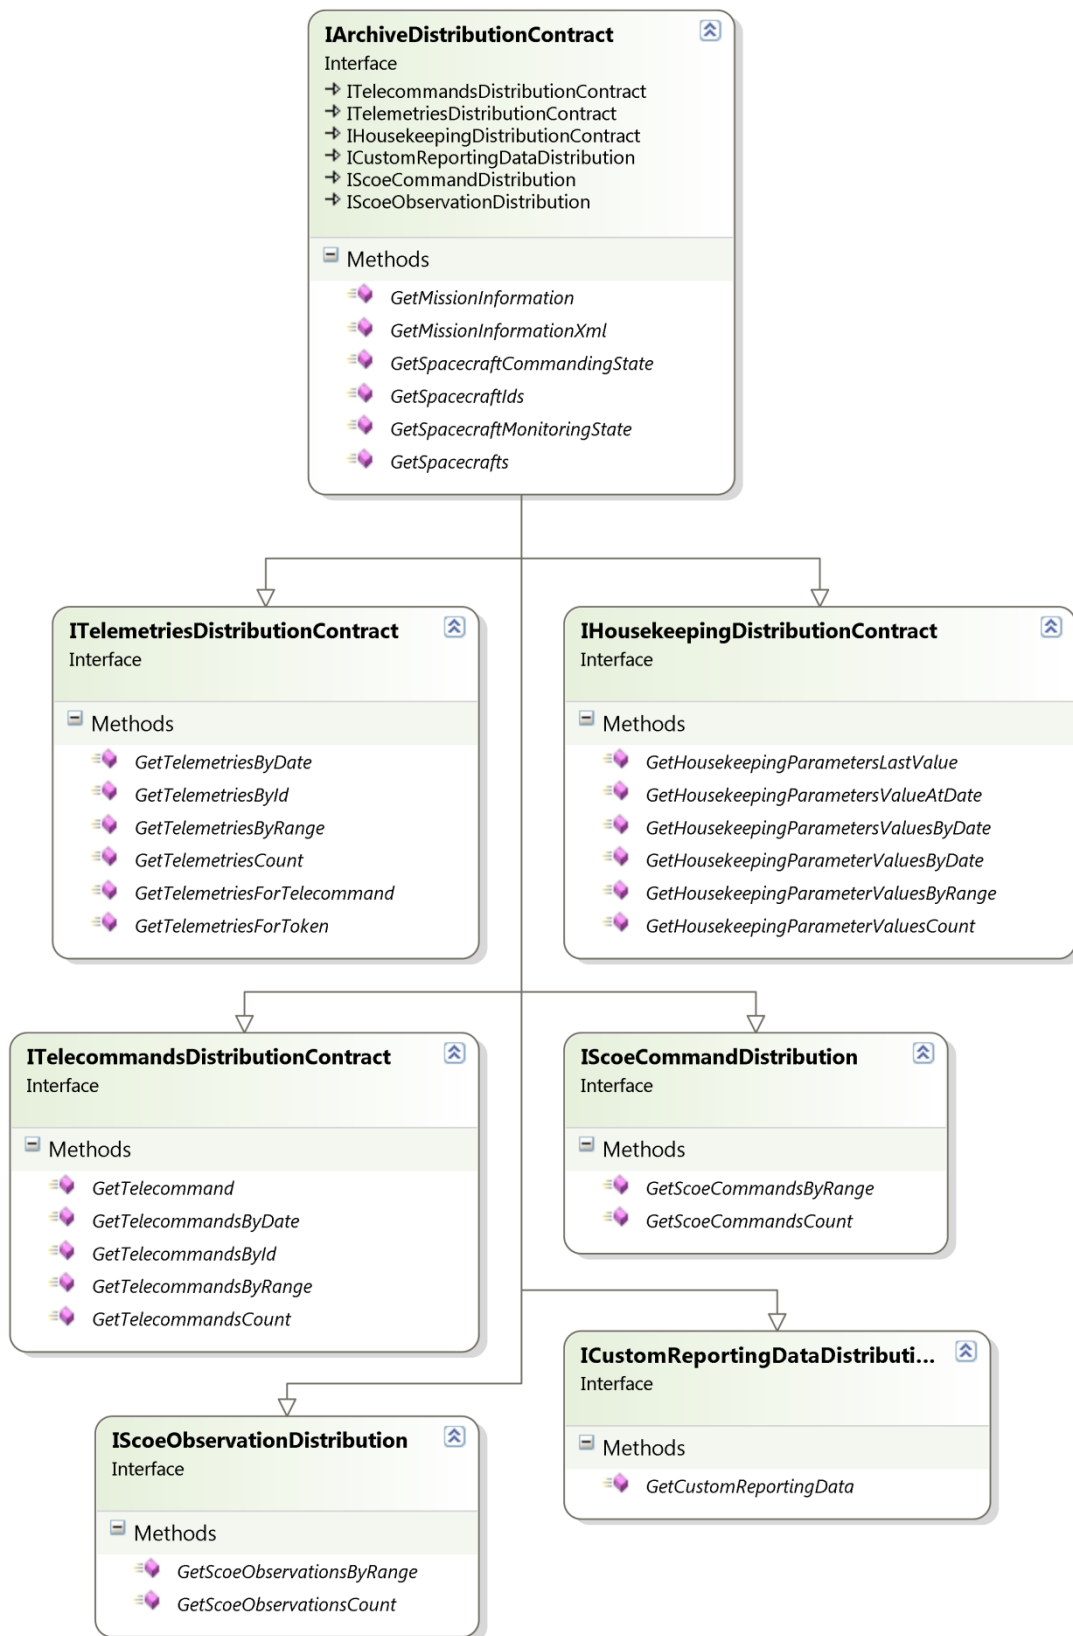 IArchiveDistributionContract
Interface
ITelecommandsDistributionContract
ITelemetriesDistributionContract
IHousekeepingDistributionContract
ICustomReportingDataDistribution
IScoeCommandDistribution
IScoeObservationDistribution
Methods
GetMissionInformation
GetMissionInformationXml
GetSpacecraftCommandingState
GetSpacecraftIds
GetSpacecraftMonitoringState
GetSpacecrafts
ITelemetriesDistributionContract
Interface
Methods
GetTelemetriesByDate
GetTelemetriesById
GetTelemetriesByRange
GetTelemetriesCount
GetTelemetriesForTelecommand
GetTelemetriesForToken
IHousekeepingDistributionContract
Interface
Methods
GetHousekeepingParametersLastValue
GetHousekeepingParametersValueAtDate
GetHousekeepingParametersValuesByDate
GetHousekeepingParameterValuesByDate
GetHousekeepingParameterValuesByRange
GetHousekeepingParameterValuesCount
ITelecommandsDistributionContract
Interface
Methods
GetTelecommand
GetTelecommandsByDate
GetTelecommandsById
GetTelecommandsByRange
GetTelecommandsCount
IScoeCommandDistribution
Interface
Methods
GetScoeCommandsByRange
GetScoeCommandsCount
ICustomReportingDataDistributi...
Interface
Methods
GetCustomReportingData
IScoeObservationDistribution
Interface
Methods
GetScoeObservationsByRange
GetScoeObservationsCount